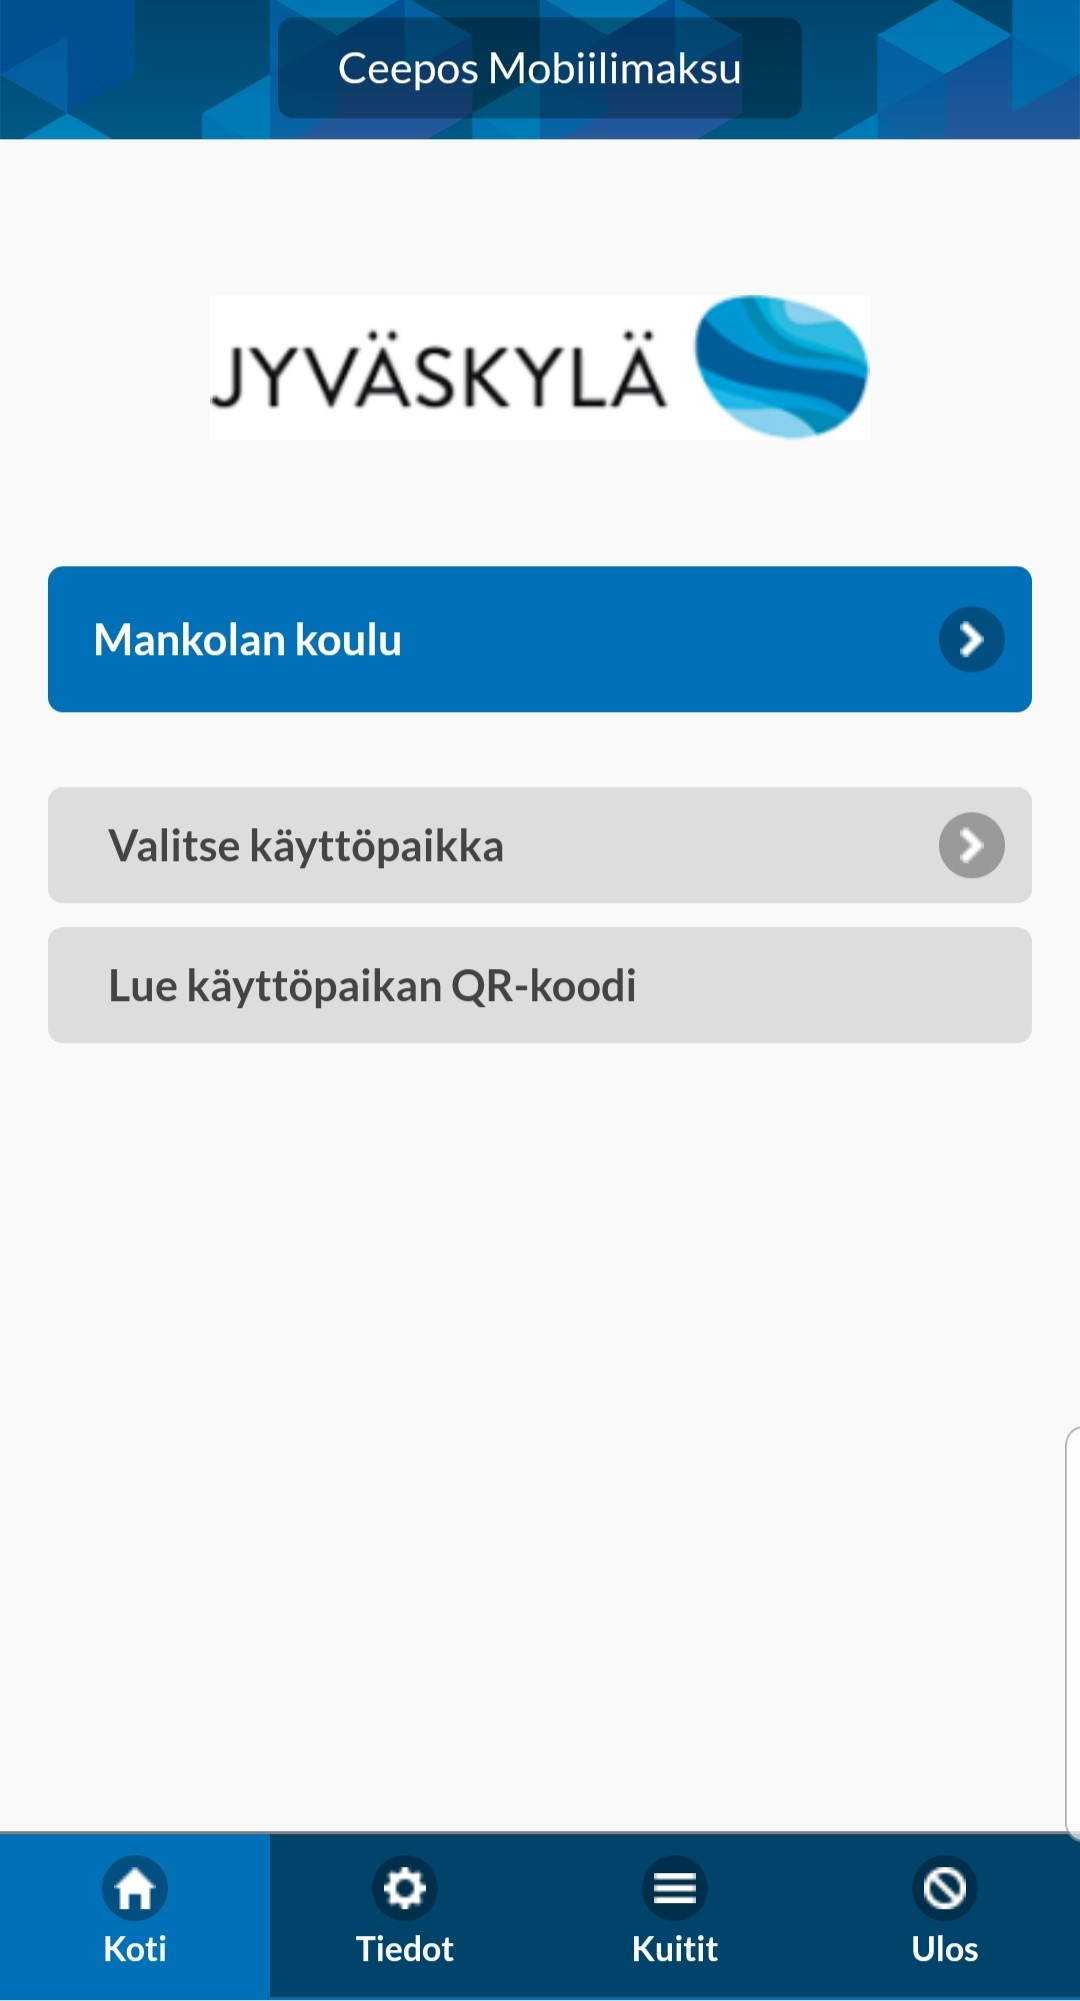 Ceepos Mobiilimaksu
JYVÄSKYLÄ
Mankolan koulu
Valitse käyttöpaikka
Lue käyttöpaikan QR-koodi
Koti
Tiedot
Kuitit
Ulos